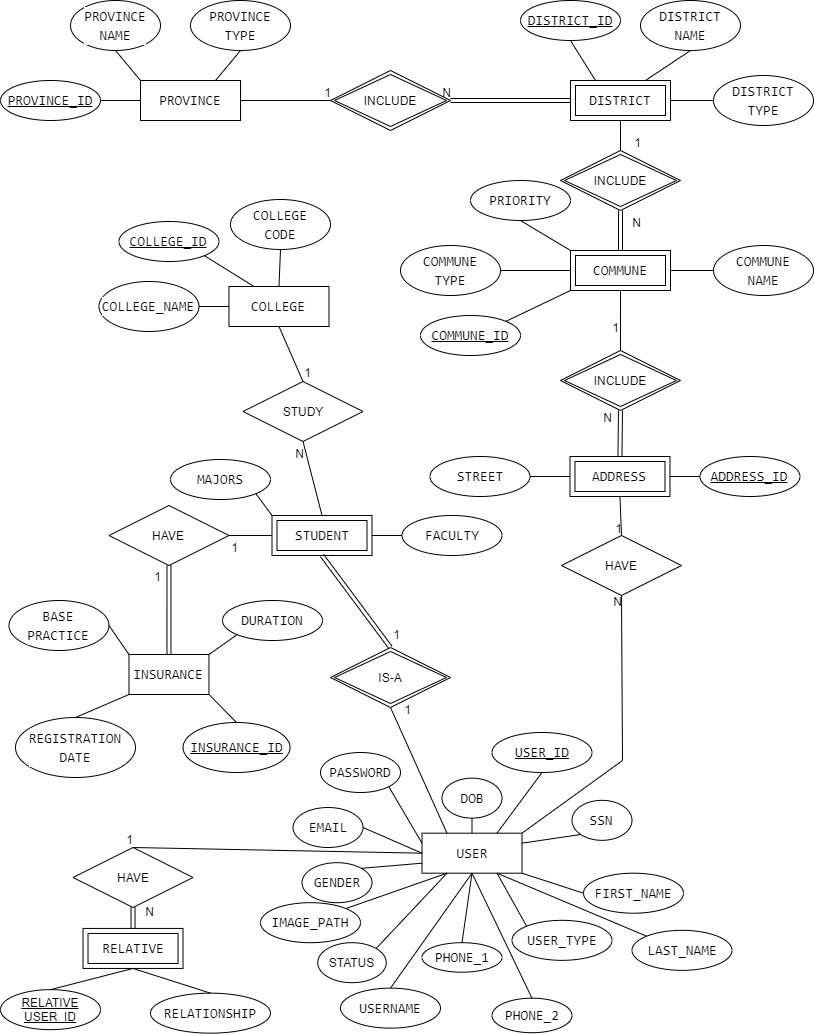 PROVINCE
NAME
PROVINCE
TYPE
DISTRICT_ID
DISTRICT
NAME
PROVINCE_ID
PROVINCE
1
INCLUDE
N
DISTRICT
DISTRICT
TYPE
1
INCLUDE
N
PRIORITY
COMMUNE
TYPE
COMMUNE
COMMUNE
NAME
COMMUNE_ID
1
INCLUDE
N
COLLEGE
CODE
COLLEGE_ID
COLLEGE_NAME
COLLEGE
1
STUDY
N
STREET
ADDRESS
ADDRESS_ID
MAJORS
HAVE
1
STUDENT
FACULTY
1
HAVE
N
1
BASE
PRACTICE
DURATION
INSURANCE
REGISTRATION
DATE
INSURANCE_ID
1
IS-A
1
USER_ID
PASSWORD
DOB
EMAIL
SSN
USER
1
HAVE
N
GENDER
FIRST_NAME
IMAGE_PATH
USER_TYPE
LAST_NAME
RELATIVE
STATUS
PHONE_1
RELATIVE
USER_ID
RELATIONSHIP
USERNAME
PHONE_2